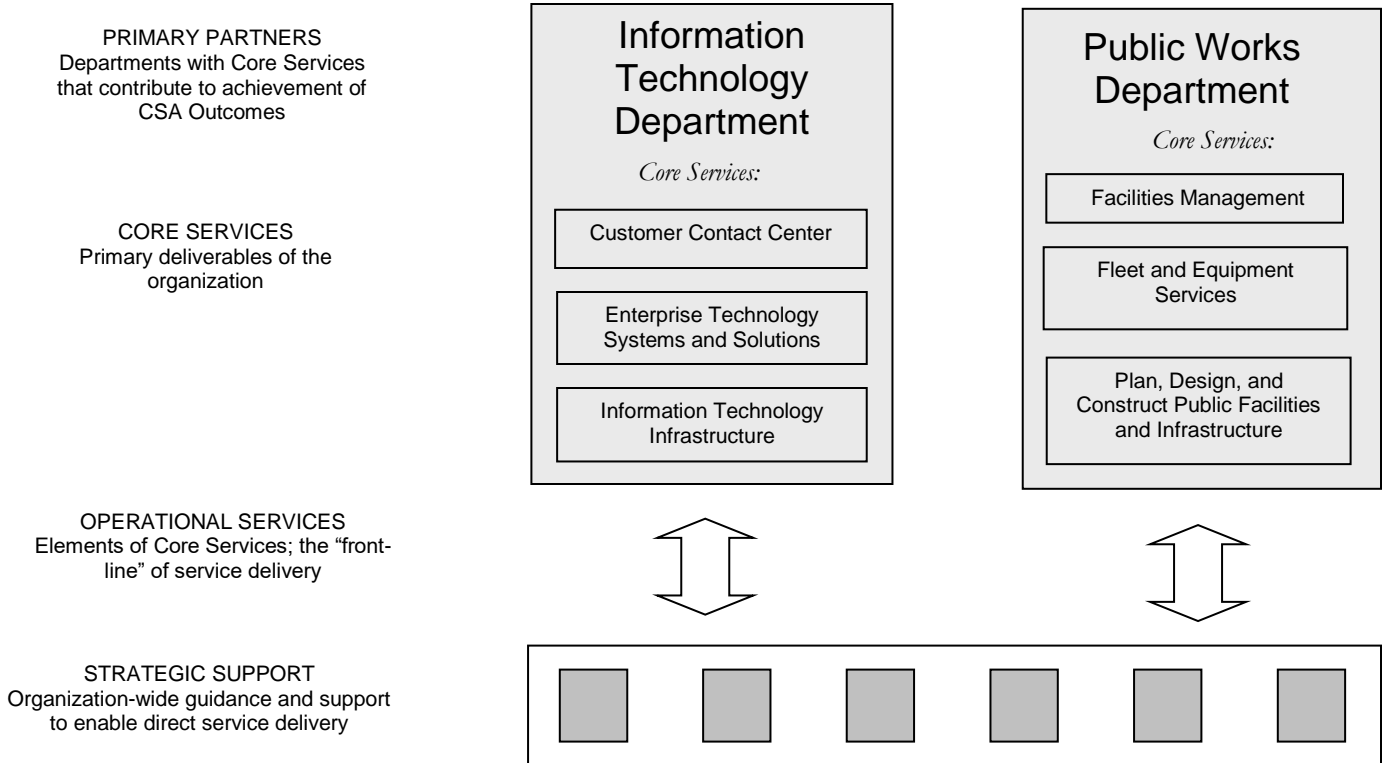 PRIMARY PARTNERS
Departments with Core Services
that contribute to achievement of
CSA Outcomes
Information
Technology
Department
Core Services:
Customer Contact Center
Enterprise Technology
Systems and Solutions
Information Technology
Infrastructure
Public Works
Department
Core Services:
Facilities Management
Fleet and Equipment
Services
Plan, Design, and
Construct Public Facilities
and Infrastructure
CORE SERVICES
Primary deliverables of the
organization
OPERATIONAL SERVICES
Elements of Core Services; the “front-
line” of service delivery
STRATEGIC SUPPORT
Organization-wide guidance and support
to enable direct service delivery